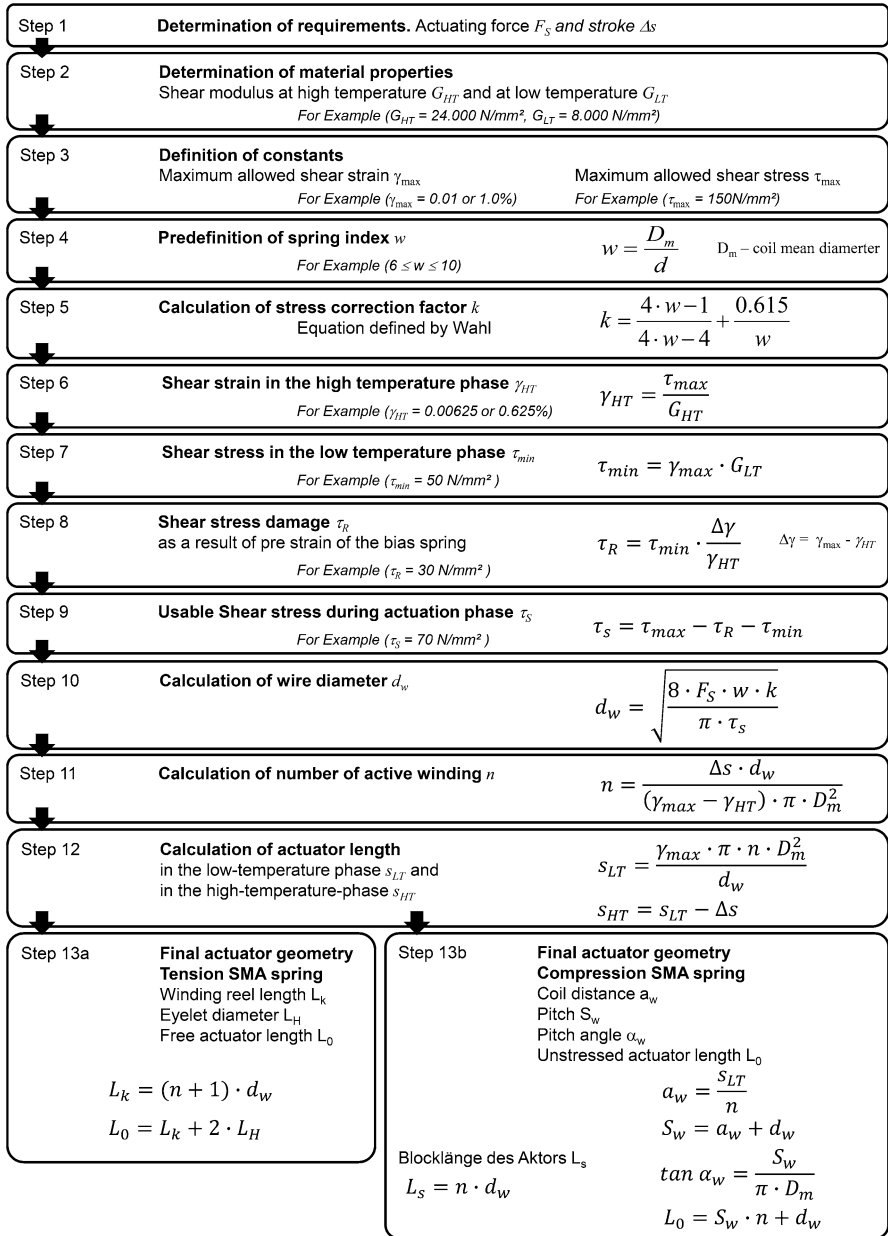 Step 1 Determination of requirements. Actuating force F_S and stroke Δs
Step 2 Determination of material properties
Shear modulus at high temperature G_HT and at low temperature G_LT
For Example (G_HT = 24.000 N/mm², G_LT = 8.000 N/mm²)
Step 3 Definition of constants
Maximum allowed shear strain γ_max Maximum allowed shear stress τ_max
For Example (γ_max = 0.01 or 1.0%) For Example (τ_max = 150N/mm²)
Step 4 Predefinition of spring index w w = D_m / d D_m – coil mean diamerter
For Example (6 ≤ w ≤ 10)
Step 5 Calculation of stress correction factor k
Equation defined by Wahl k = (4·w−1)/(4·w−4) + 0.615/w
Step 6 Shear strain in the high temperature phase γ_HT γ_HT = τ_max / G_HT
For Example (γ_HT = 0.00625 or 0.625%)
Step 7 Shear stress in the low temperature phase τ_min τ_min = γ_max · G_LT
For Example (τ_min = 50 N/mm² )
Step 8 Shear stress damage τ_R
as a result of pre strain of the bias spring τ_R = τ_min · Δγ/γ_HT Δγ = γ_max - γ_HT
For Example (τ_R = 30 N/mm² )
Step 9 Usable Shear stress during actuation phase τ_S τ_s = τ_max − τ_R − τ_min
For Example (τ_S = 70 N/mm² )
Step 10 Calculation of wire diameter d_w d_w = √((8 · F_S · w · k)/(π · τ_s))
Step 11 Calculation of number of active winding n n = (Δs · d_w)/((γ_max − γ_HT) · π · D_m²)
Step 12 Calculation of actuator length
in the low-temperature phase s_LT and s_LT = (γ_max · π · n · D_m²)/d_w
in the high-temperature-phase s_HT s_HT = s_LT − Δs
Step 13a Final actuator geometry
Tension SMA spring
Winding reel length L_k
Eyelet diameter L_H
Free actuator length L_0
L_k = (n + 1) · d_w
L_0 = L_k + 2 · L_H
Step 13b Final actuator geometry
Compression SMA spring
Coil distance a_w
Pitch S_w
Pitch angle α_w
Unstressed actuator length L_0
a_w = s_LT / n
S_w = a_w + d_w
Blocklänge des Aktors L_s
L_s = n · d_w
tan α_w = S_w/(π · D_m)
L_0 = S_w · n + d_w